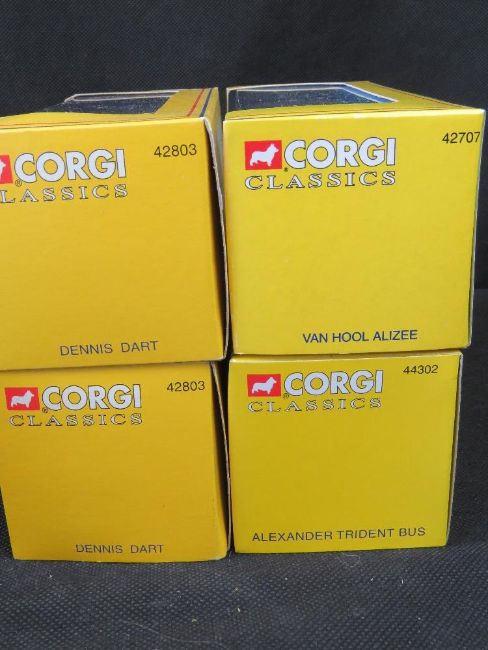 CORGI 42803
CLASSICS
DENNIS DART
CORGI 42707
CLASSICS
VAN HOOL ALIZEE
CORGI 42803
CLASSICS
DENNIS DART
CORGI 44302
CLASSICS
ALEXANDER TRIDENT BUS